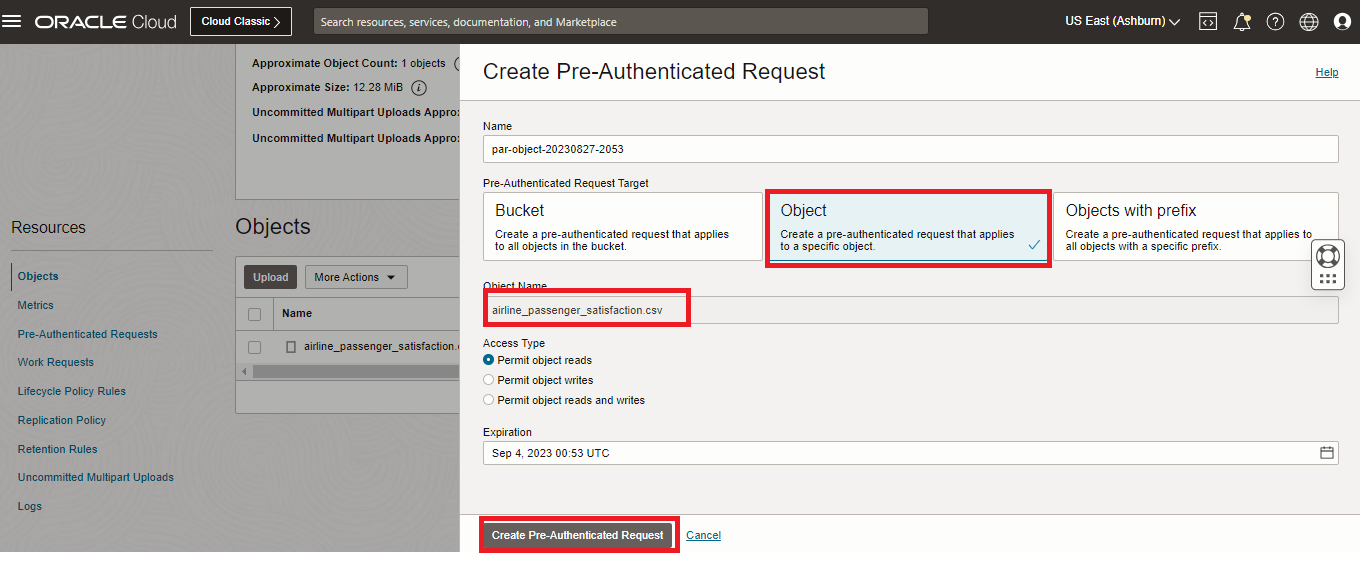 ORACLE Cloud
Cloud Classic >
Search resources, services, documentation, and Marketplace
US East (Ashburn)
Approximate Object Count: 1 objects
Approximate Size: 12.28 MiB
Uncommitted Multipart Uploads Appro
Uncommitted Multipart Uploads Appro
Resources
Objects
Metrics
Pre-Authenticated Requests
Work Requests
Lifecycle Policy Rules
Replication Policy
Retention Rules
Uncommitted Multipart Uploads
Logs
Objects
Upload
More Actions
Name
airline_passenger_satisfaction.
Create Pre-Authenticated Request
Help
Name
par-object-20230827-2053
Pre-Authenticated Request Target
Bucket
Create a pre-authenticated request that applies
to all objects in the bucket.
Object
Create a pre-authenticated request that applies
to a specific object.
Objects with prefix
Create a pre-authenticated request that applies to
all objects with a specific prefix.
Object Name
airline_passenger_satisfaction.csv
Access Type
Permit object reads
Permit object writes
Permit object reads and writes
Expiration
Sep 4, 2023 00:53 UTC
Create Pre-Authenticated Request
Cancel